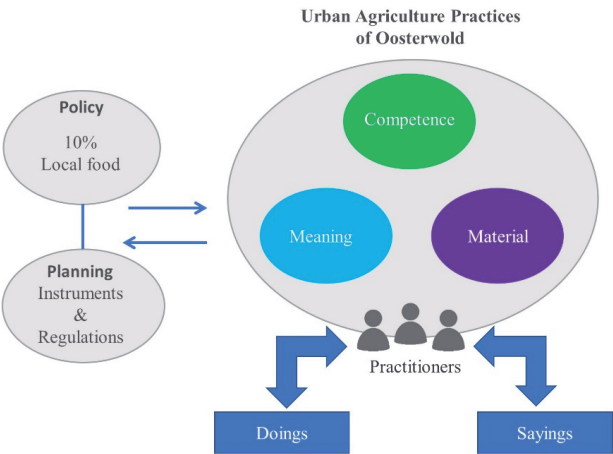 Urban Agriculture Practices
of Oosterwold
Policy
10%
Local food
Planning
Instruments
&
Regulations
Competence
Meaning
Material
Practitioners
Doings
Sayings